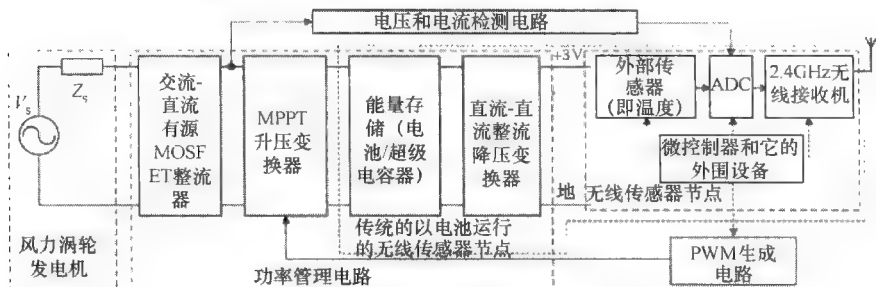 电压和电流检测电路
+3V
Zs
Vs
交流-
直流
有源
MOSF
ET整流
器
MPPT
升压变
换器
能量存
储（电
池/超级
电容器）
直流-直
流整流
降压变
换器
外部传
感器
（即温度）
ADC
2.4GHz无
线接收机
微控制器和它的
外围设备
地 无线传感器节点
传统的以电池运行
的无线传感器节点
风力涡轮
发电机
功率管理电路
PWM生成
电路